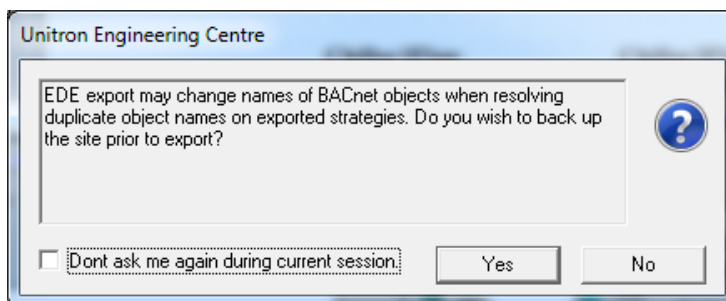 Unitron Engineering Centre
EDE export may change names of BACnet objects when resolving
duplicate object names on exported strategies. Do you wish to back up
the site prior to export?
Dont ask me again during current session.
Yes
No